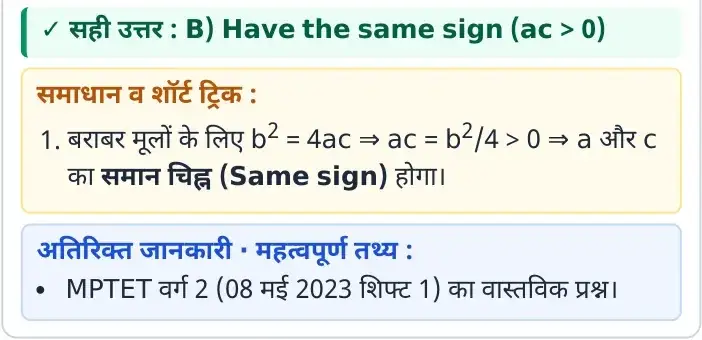 ✓ सही उत्तर : B) Have the same sign (ac > 0)
समाधान व शॉर्ट ट्रिक :
1. बराबर मूलों के लिए b² = 4ac ⇒ ac = b²/4 > 0 ⇒ a और c
का समान चिह्न (Same sign) होगा।
अतिरिक्त जानकारी · महत्वपूर्ण तथ्य :
• MPTET वर्ग 2 (08 मई 2023 शिफ्ट 1) का वास्तविक प्रश्न।